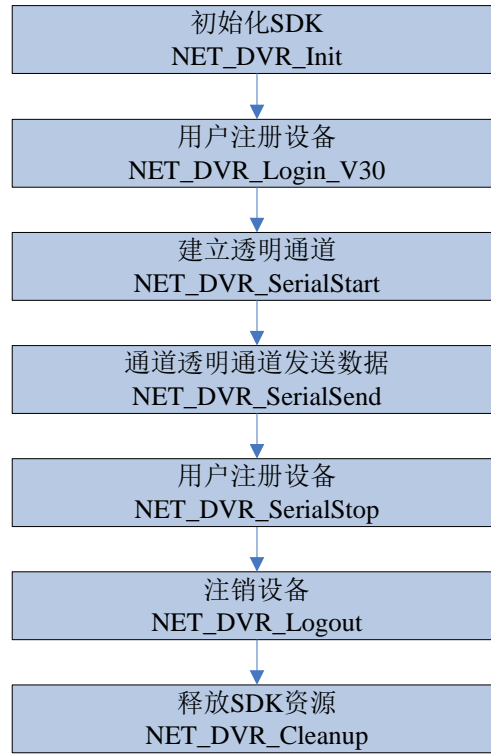 初始化SDK
NET_DVR_Init
用户注册设备
NET_DVR_Login_V30
建立透明通道
NET_DVR_SerialStart
通道透明通道发送数据
NET_DVR_SerialSend
用户注册设备
NET_DVR_SerialStop
注销设备
NET_DVR_Logout
释放SDK资源
NET_DVR_Cleanup